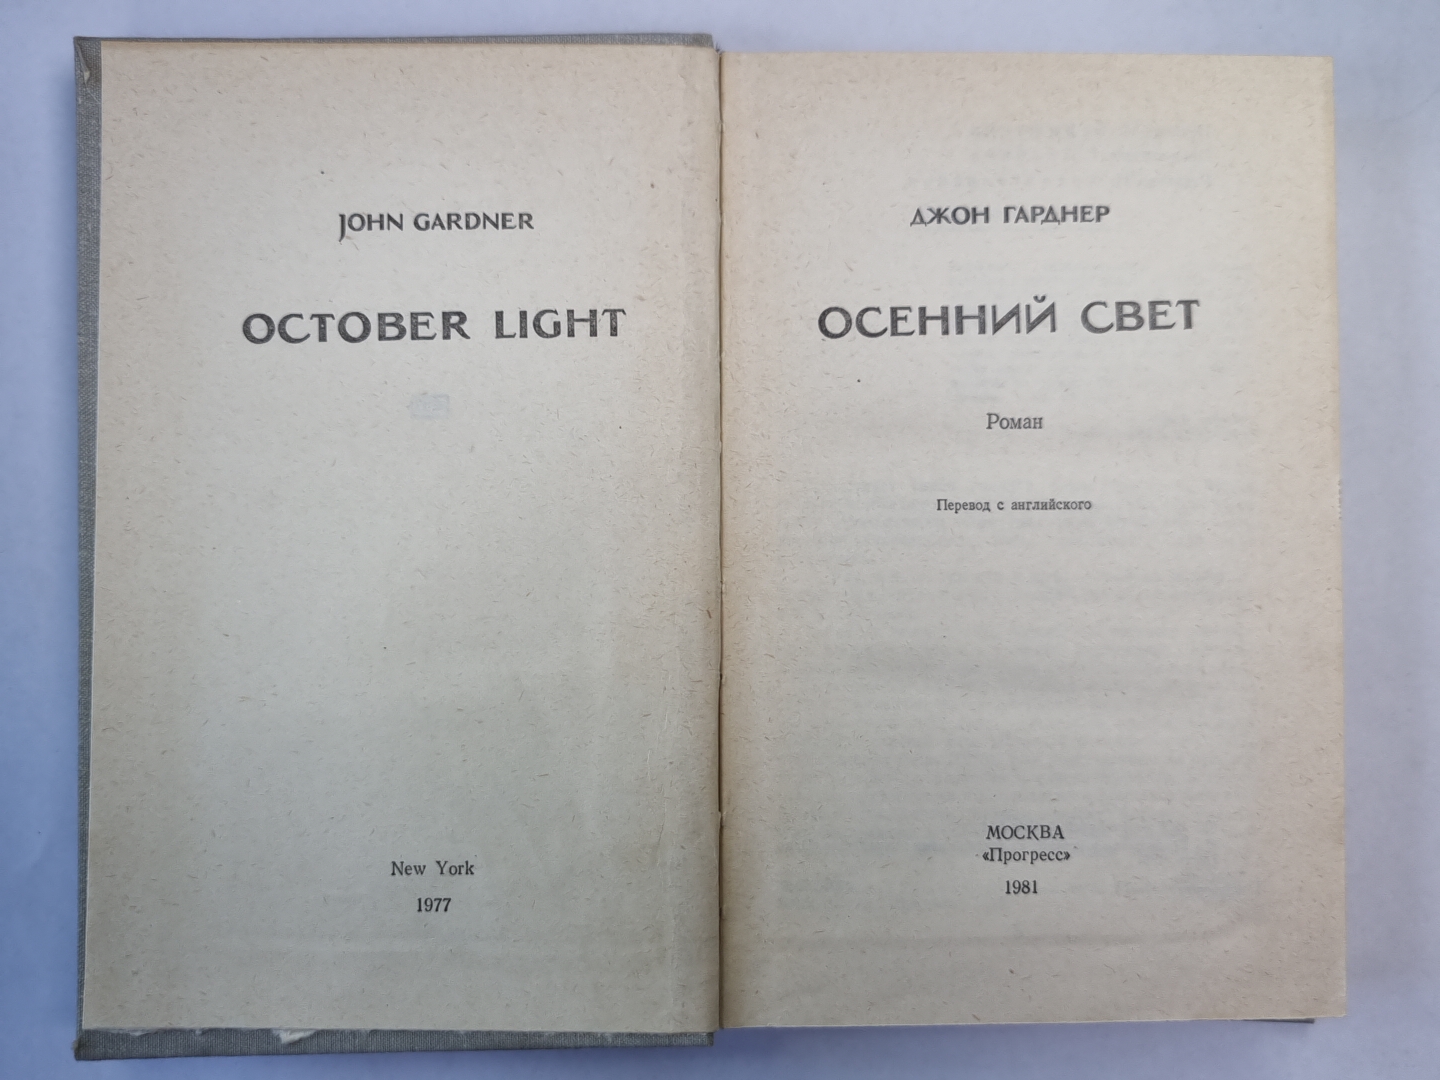 JOHN GARDNER
OCTOBER LIGHT
New York
1977
ДЖОН ГАРДНЕР
ОСЕННИЙ СВЕТ
Роман
Перевод с английского
МОСКВА
«Прогресс»
1981